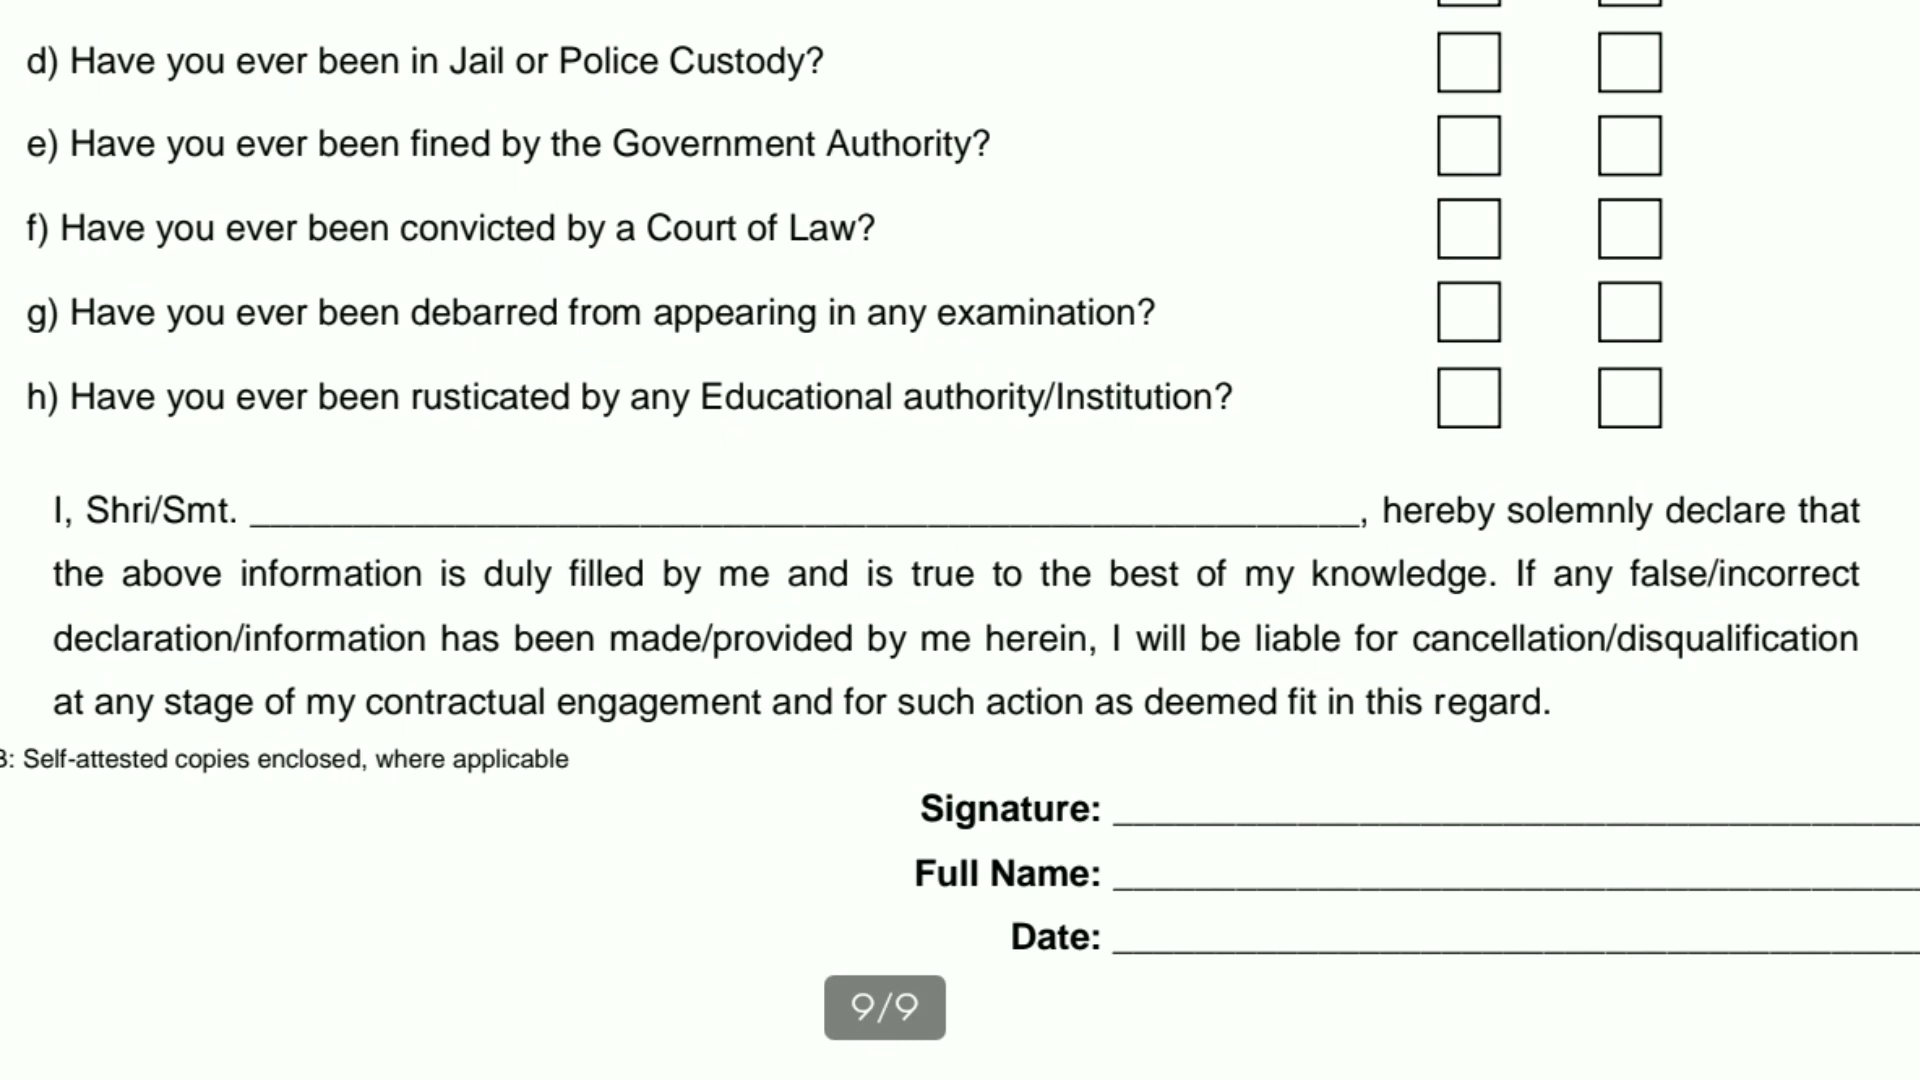 d) Have you ever been in Jail or Police Custody?
e) Have you ever been fined by the Government Authority?
f) Have you ever been convicted by a Court of Law?
g) Have you ever been debarred from appearing in any examination?
h) Have you ever been rusticated by any Educational authority/Institution?
I, Shri/Smt. ______________________________________________________, hereby solemnly declare that
the above information is duly filled by me and is true to the best of my knowledge. If any false/incorrect
declaration/information has been made/provided by me herein, I will be liable for cancellation/disqualification
at any stage of my contractual engagement and for such action as deemed fit in this regard.
: Self-attested copies enclosed, where applicable
Signature: ________________________________________
Full Name: ________________________________________
Date: ________________________________________
9/9